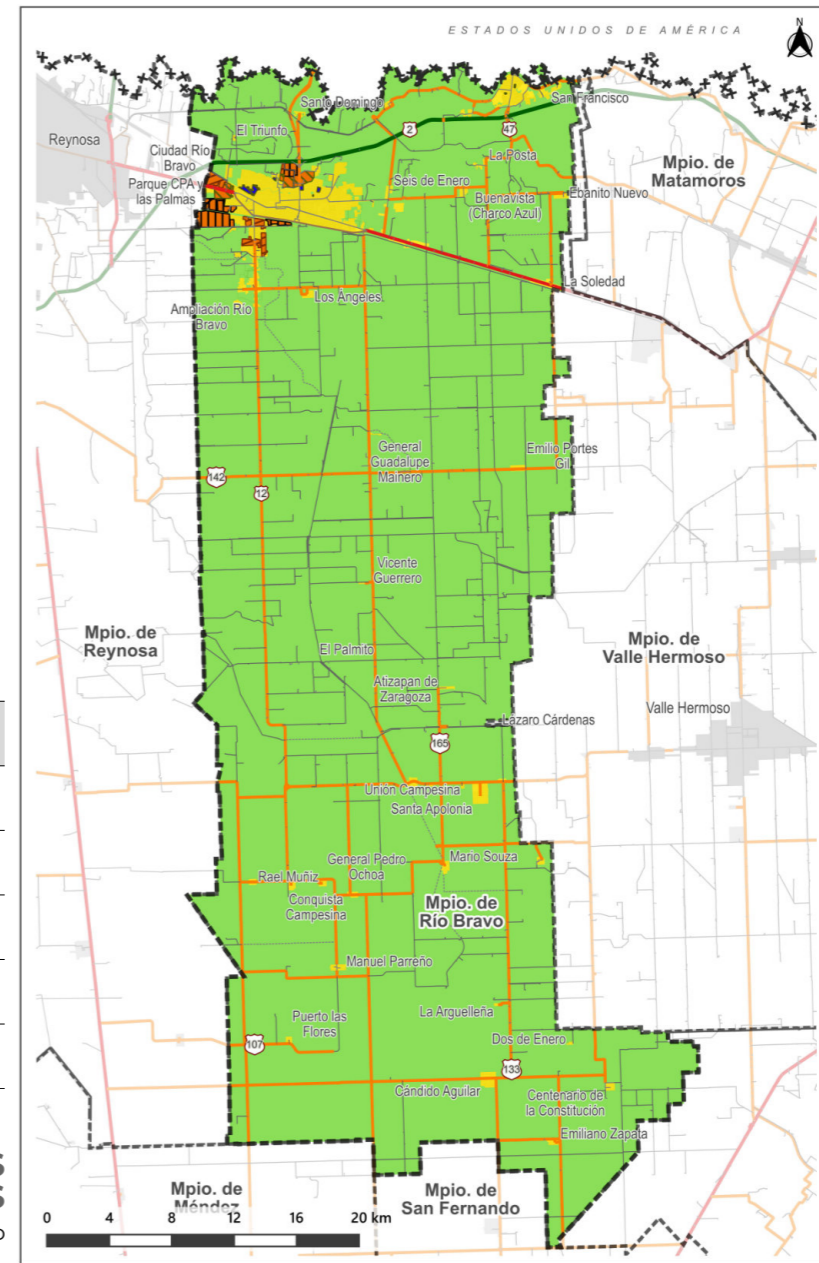 ESTADOS UNIDOS DE AMÉRICA
N
Santo Domingo
San Francisco
El Triunfo
2
47
Reynosa
Ciudad Río
Bravo
La Posta
Mpio. de
Matamoros
Parque CPA y
las Palmas
Seis de Enero
Ebanito Nuevo
Buenavista
(Charco Azul)
La Soledad
Los Ángeles
Ampliación Río
Bravo
General
Guadalupe
Mainero
Emilio Portes
Gil
142
12
Vicente
Guerrero
Mpio. de
Reynosa
El Palmito
Mpio. de
Valle Hermoso
Atizapan de
Zaragoza
Valle Hermoso
Lazaro Cárdenas
165
Unión Campesina
Santa Apolonia
General Pedro
Ochoa
Mario Souza
Rael Muñiz
Conquista
Campesina
Mpio. de
Río Bravo
Manuel Parreño
La Arguelleña
Puerto las
Flores
Dos de Enero
107
133
Cándido Aguilar
Centenario de
la Constitución
Emiliano Zapata
Mpio. de
Méndez
Mpio. de
San Fernando
0 4 8 12 16 20 km